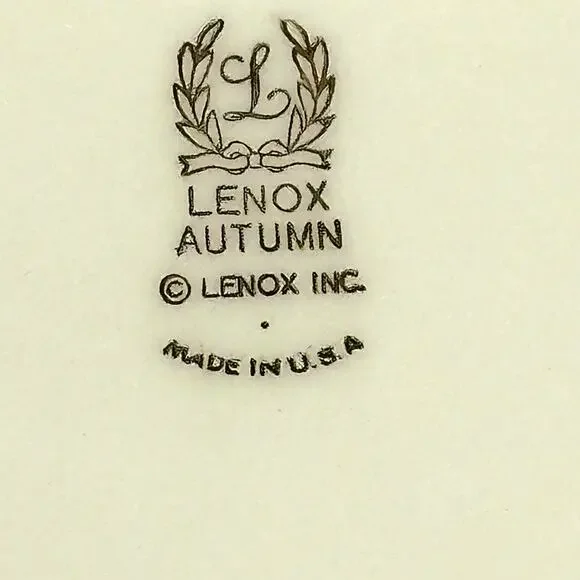 L
LENOX
AUTUMN
© LENOX INC.
MADE IN U.S.A